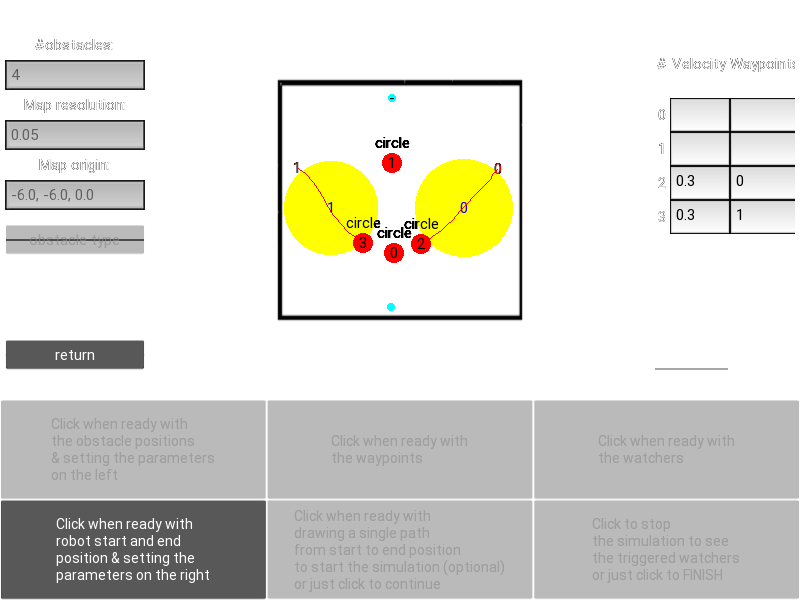 #obstacles:
4
Map resolution:
0.05
Map origin:
-6.0, -6.0, 0.0
obstacle type
return
circle
1
1
0
1
0
circle
circle
circle
3
0
2
# Velocity Waypoints
0
1
2 0.3 0
3 0.3 1
Click when ready with
the obstacle positions
& setting the parameters
on the left
Click when ready with
the waypoints
Click when ready with
the watchers
Click when ready with
robot start and end
position & setting the
parameters on the right
Click when ready with
drawing a single path
from start to end position
to start the simulation (optional)
or just click to continue
Click to stop
the simulation to see
the triggered watchers
or just click to FINISH